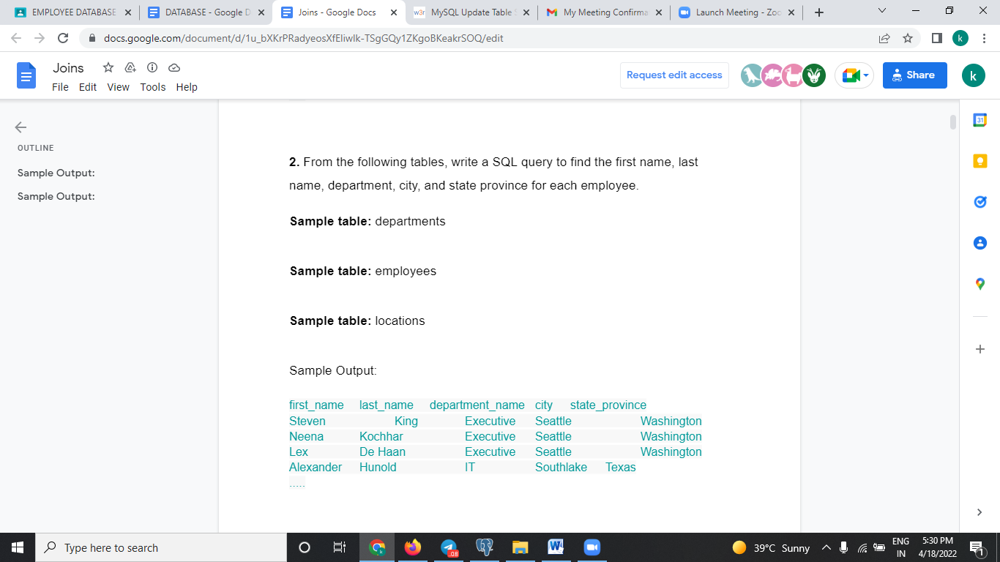 EMPLOYEE DATABASE
DATABASE - Google D
Joins - Google Docs
w3r MySQL Update Table S
My Meeting Confirma
Launch Meeting - Zoo
docs.google.com/document/d/1u_bXKrPRadyeosXfEliwIk-TSgGQy1ZKgoBKeakrSOQ/edit
k
Joins
File Edit View Tools Help
Request edit access
Share
k
31
OUTLINE
Sample Output:
Sample Output:
2. From the following tables, write a SQL query to find the first name, last
name, department, city, and state province for each employee.
Sample table: departments
Sample table: employees
Sample table: locations
Sample Output:
first_name last_name department_name city state_province
Steven King Executive Seattle Washington
Neena Kochhar Executive Seattle Washington
Lex De Haan Executive Seattle Washington
Alexander Hunold IT Southlake Texas
.....
Type here to search
.08
W
39°C Sunny
ENG
IN
5:30 PM
4/18/2022
1